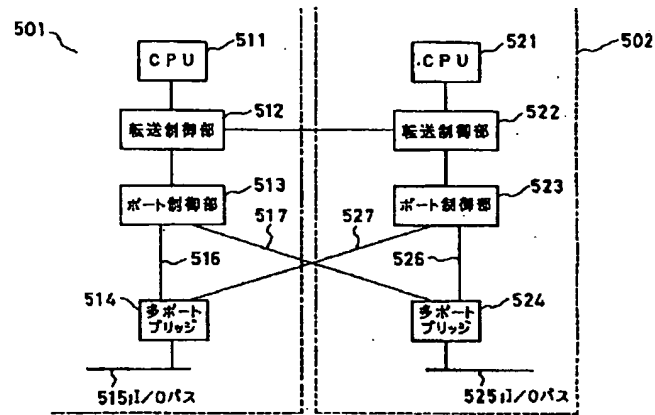 501
CPU
511
転送制御部
512
ポート制御部
513
516
517
514
多ポート
ブリッジ
515:I/Oバス
502
.CPU
521
転送制御部
522
ポート制御部
523
527
526
多ポート
ブリッジ
524
525:I/Oバス